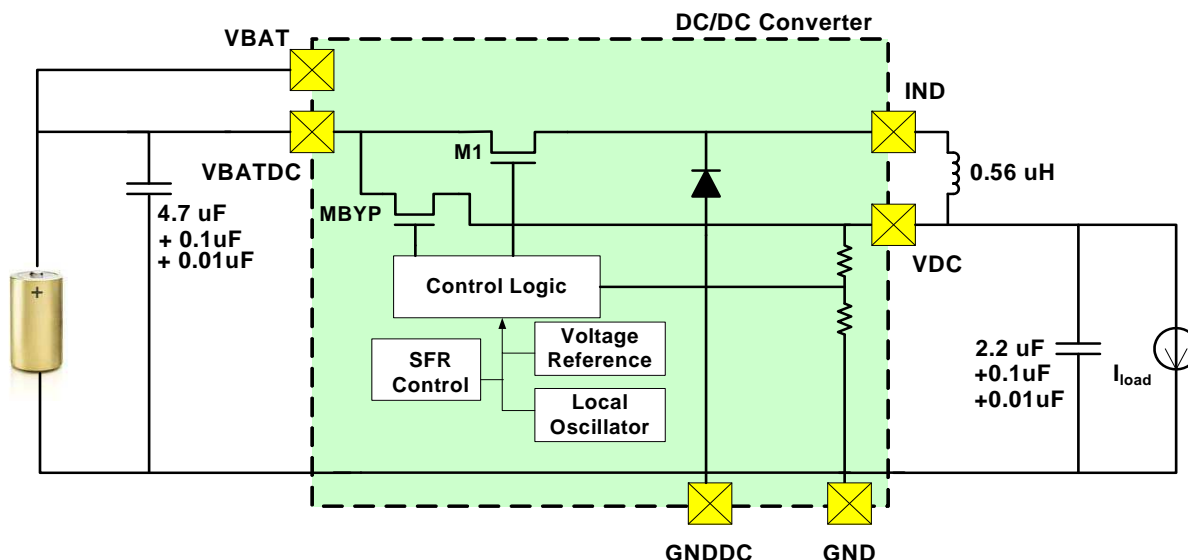 DC/DC Converter
VBAT
IND
VBATDC
M1
0.56 uH
4.7 uF
+ 0.1uF
+ 0.01uF
MBYP
VDC
+
Control Logic
Voltage
Reference
SFR
Control
Local
Oscillator
2.2 uF
+0.1uF
+0.01uF
Iload
GNDDC
GND